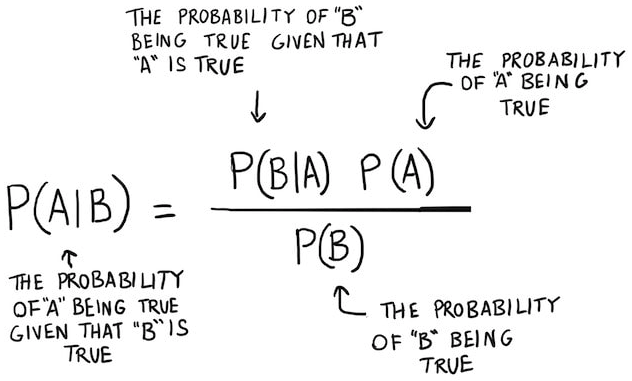 THE PROBABILITY OF "B"
BEING TRUE GIVEN THAT
"A" IS TRUE
THE PROBABILITY
OF "A" BEING
TRUE
P(A|B) = P(B|A) P(A)
P(B)
THE PROBABILITY
OF "A" BEING TRUE
GIVEN THAT "B" IS
TRUE
THE PROBABILITY
OF "B" BEING
TRUE